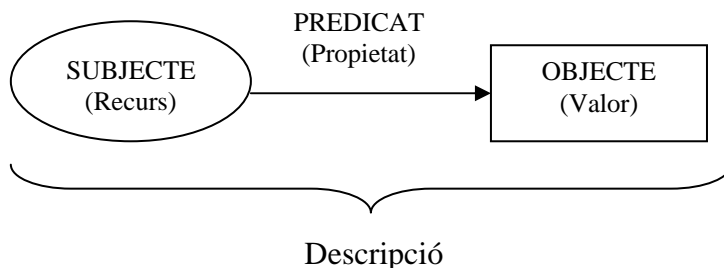 PREDICAT
(Propietat)
SUBJECTE
(Recurs)
OBJECTE
(Valor)
Descripció